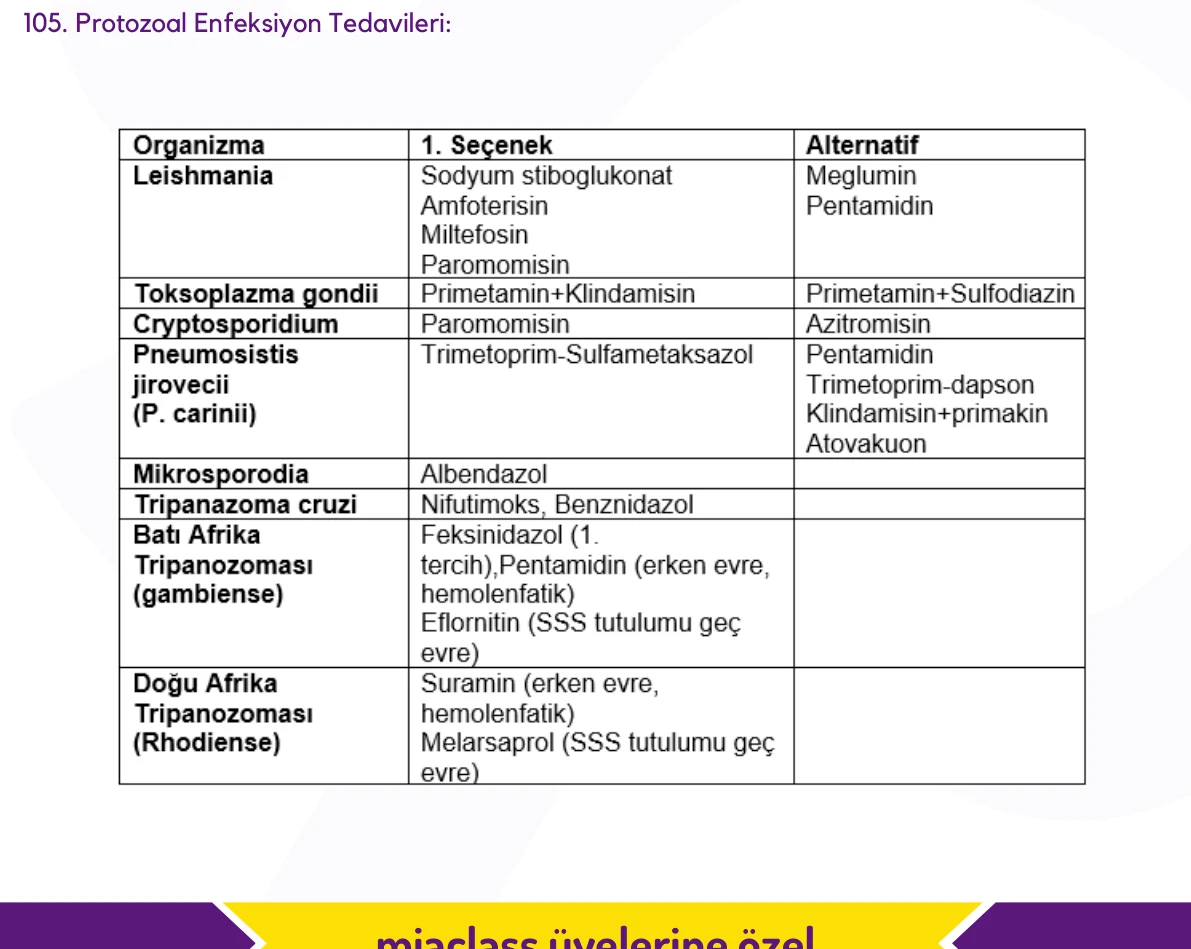 105. Protozoal Enfeksiyon Tedavileri:
Organizma 1. Seçenek Alternatif
Leishmania Sodyum stiboglukonat Meglumin
Amfoterisin Pentamidin
Miltefosin
Paromomisin
Toksoplazma gondii Primetamin+Klindamisin Primetamin+Sulfodiazin
Cryptosporidium Paromomisin Azitromisin
Pneumosistis Trimetoprim-Sulfametaksazol Pentamidin
jirovecii Trimetoprim-dapson
(P. carinii) Klindamisin+primakin
Atovakuon
Mikrosporodia Albendazol
Tripanazoma cruzi Nifutimoks, Benznidazol
Batı Afrika Feksinidazol (1.
Tripanozoması tercih),Pentamidin (erken evre,
(gambiense) hemolenfatik)
Eflornitin (SSS tutulumu geç
evre)
Doğu Afrika Suramin (erken evre,
Tripanozoması hemolenfatik)
(Rhodiense) Melarsaprol (SSS tutulumu geç
evre)
miaclass üyelerine özel